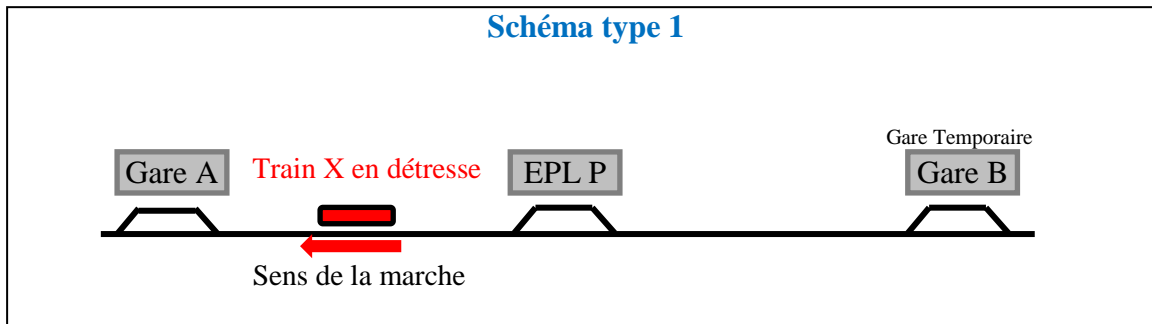 Schéma type 1
Gare Temporaire
Gare A
Train X en détresse
EPL P
Gare B
Sens de la marche